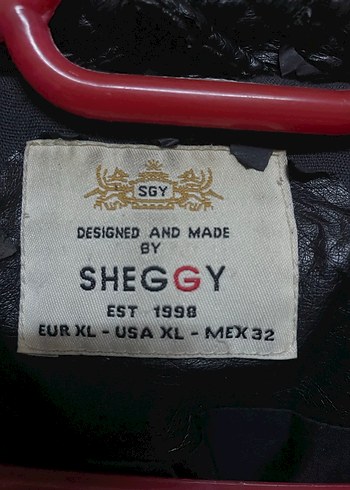 SGY
DESIGNED AND MADE
BY
SHEGGY
EST 1998
EUR XL - USA XL - MEX 32